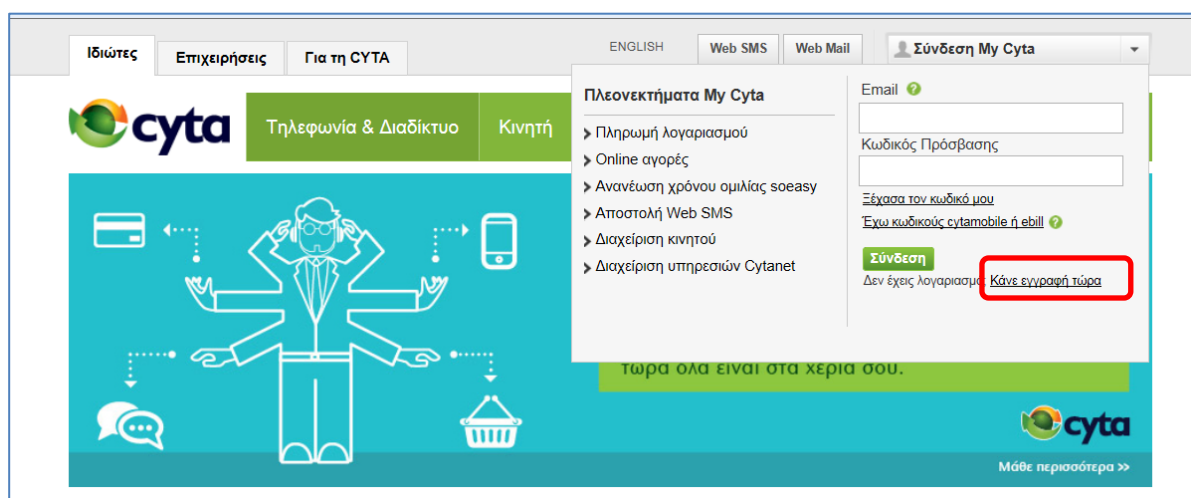 Ιδιώτες
Επιχειρήσεις
Για τη CYTA
ENGLISH
Web SMS
Web Mail
Σύνδεση My Cyta
cyta
Τηλεφωνία & Διαδίκτυο
Κινητή
Πλεονεκτήματα My Cyta
Πληρωμή λογαριασμού
Online αγορές
Ανανέωση χρόνου ομιλίας soeasy
Αποστολή Web SMS
Διαχείριση κινητού
Διαχείριση υπηρεσιών Cytanet
Email
Κωδικός Πρόσβασης
Ξέχασα τον κωδικό μου
Έχω κωδικούς cytamobile ή ebill
Σύνδεση
Δεν έχεις λογαριασμό Κάνε εγγραφή τώρα
τώρα όλα είναι στα χέρια σου.
cyta
Μάθε περισσότερα >>